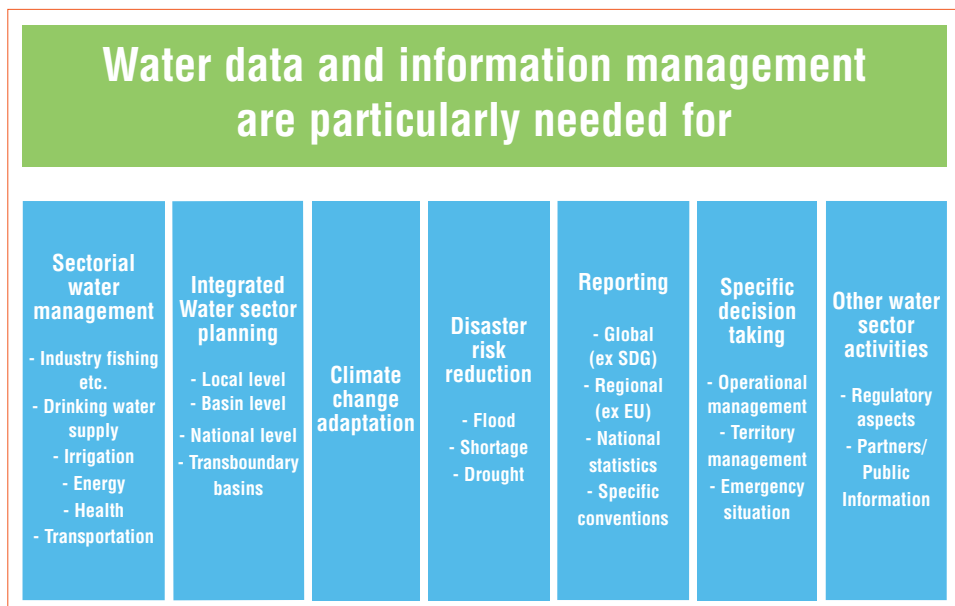 Water data and information management
are particularly needed for
Sectorial
water
management
- Industry fishing
etc.
- Drinking water
supply
- Irrigation
- Energy
- Health
- Transportation
Integrated
Water sector
planning
- Local level
- Basin level
- National level
- Transboundary
basins
Climate
change
adaptation
Disaster
risk
reduction
- Flood
- Shortage
- Drought
Reporting
- Global
(ex SDG)
- Regional
(ex EU)
- National
statistics
- Specific
conventions
Specific
decision
taking
- Operational
management
- Territory
management
- Emergency
situation
Other water
sector
activities
- Regulatory
aspects
- Partners/
Public
Information